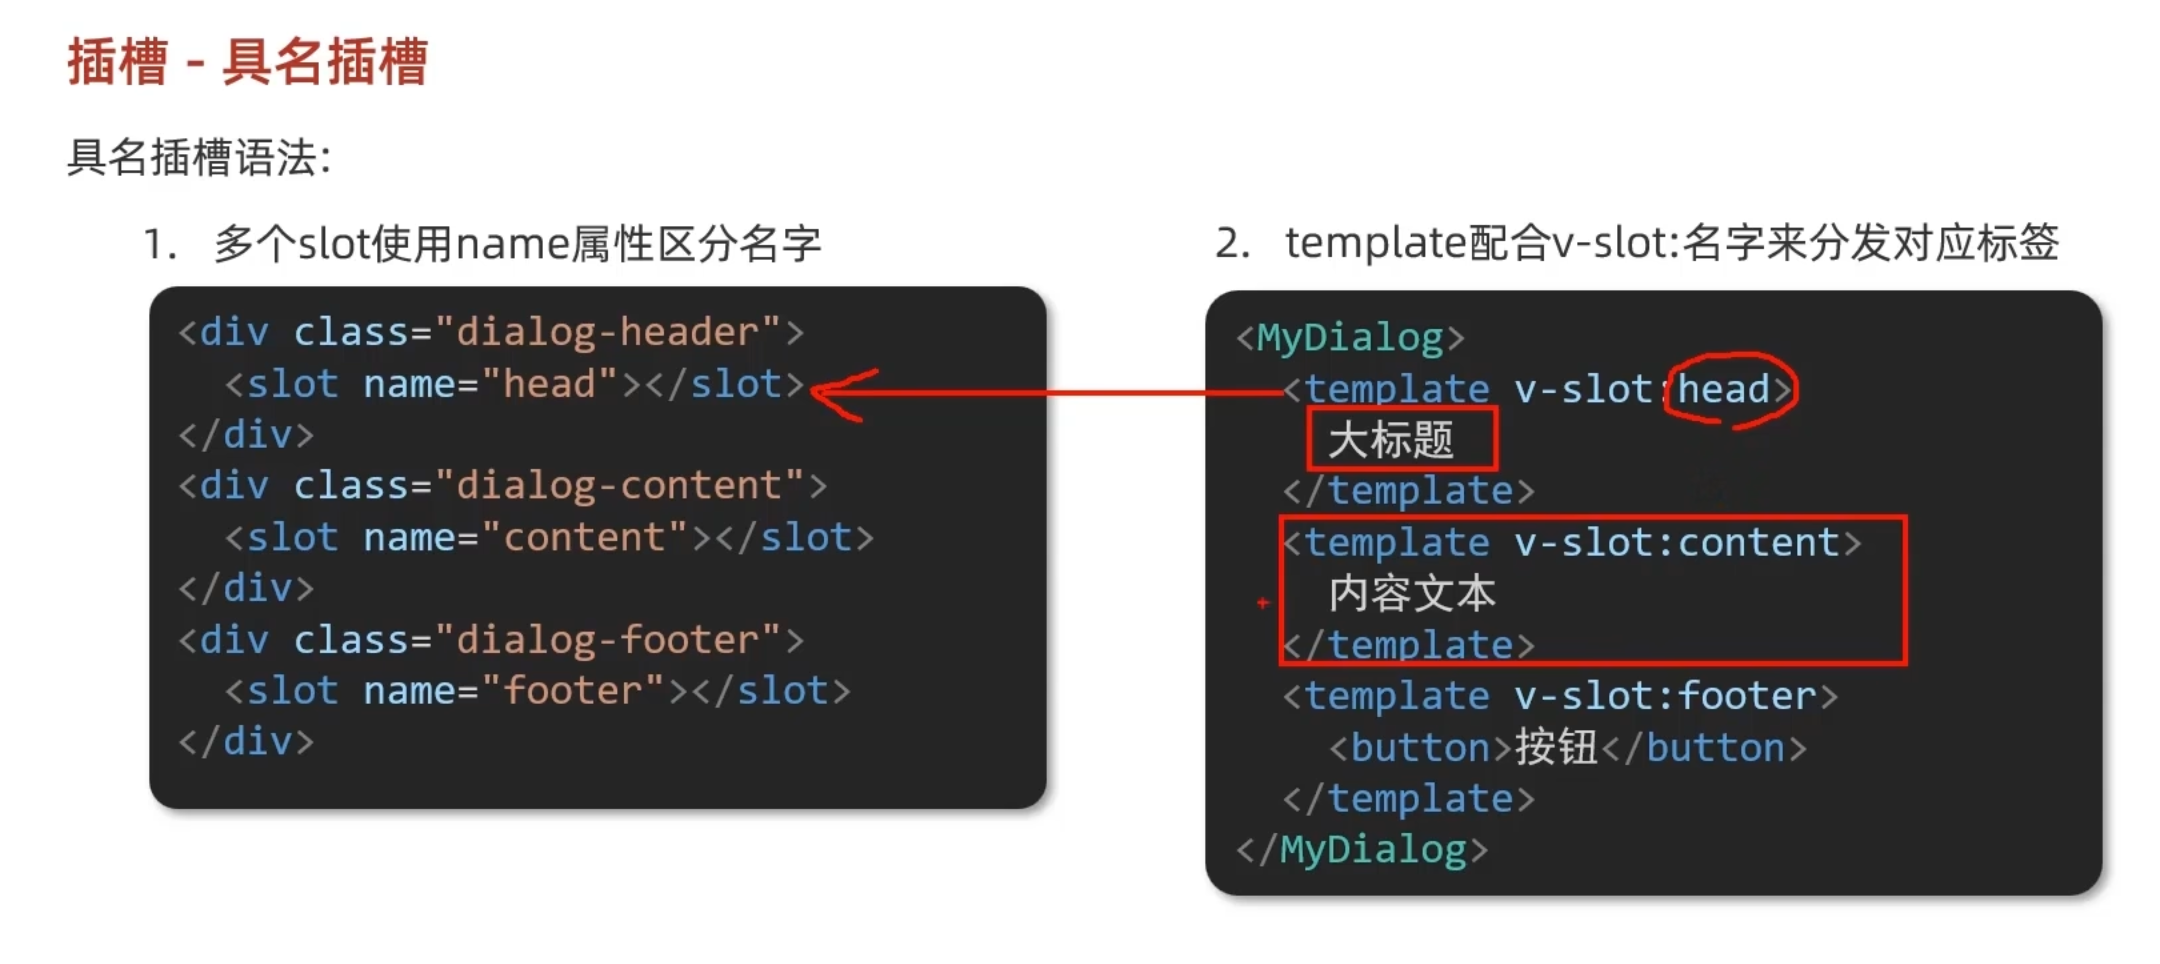 插槽 - 具名插槽
具名插槽语法：
1. 多个slot使用name属性区分名字
<div class="dialog-header">
<slot name="head"></slot>
</div>
<div class="dialog-content">
<slot name="content"></slot>
</div>
<div class="dialog-footer">
<slot name="footer"></slot>
</div>
2. template配合v-slot:名字来分发对应标签
<MyDialog>
<template v-slot:head>
大标题
</template>
<template v-slot:content>
内容文本
</template>
<template v-slot:footer>
<button>按钮</button>
</template>
</MyDialog>